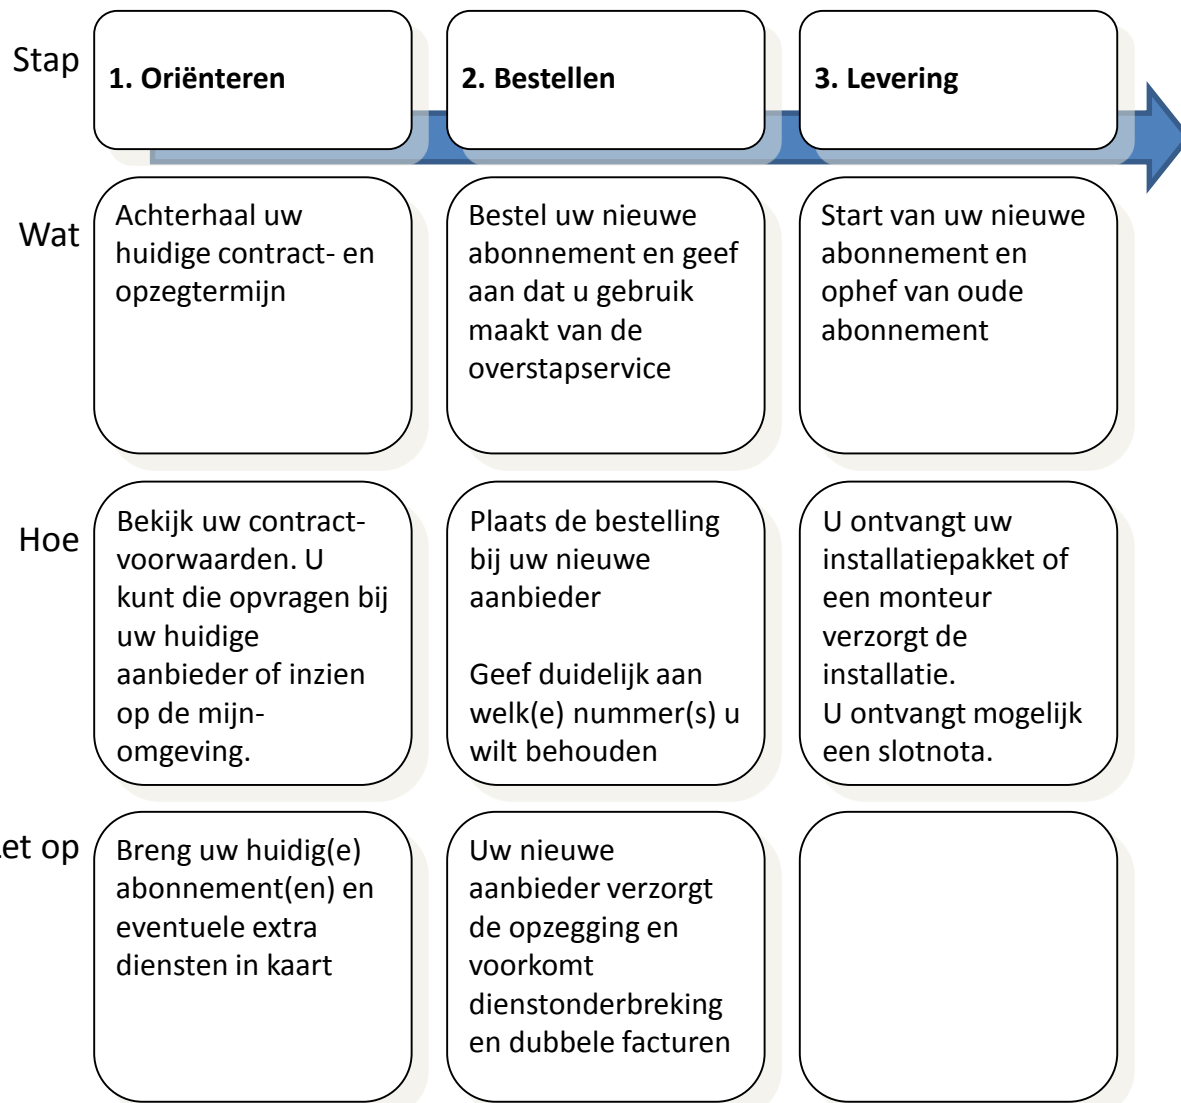 Stap
1. Oriënteren
2. Bestellen
3. Levering
Wat
Achterhaal uw
huidige contract- en
opzegtermijn
Bestel uw nieuwe
abonnement en geef
aan dat u gebruik
maakt van de
overstapservice
Start van uw nieuwe
abonnement en
ophef van oude
abonnement
Hoe
Bekijk uw contract-
voorwaarden. U
kunt die opvragen bij
uw huidige
aanbieder of inzien
op de mijn-
omgeving.
Plaats de bestelling
bij uw nieuwe
aanbieder
Geef duidelijk aan
welk(e) nummer(s) u
wilt behouden
U ontvangt uw
installatiepakket of
een monteur
verzorgt de
installatie.
U ontvangt mogelijk
een slotnota.
et op
Breng uw huidig(e)
abonnement(en) en
eventuele extra
diensten in kaart
Uw nieuwe
aanbieder verzorgt
de opzegging en
voorkomt
dienstonderbreking
en dubbele facturen